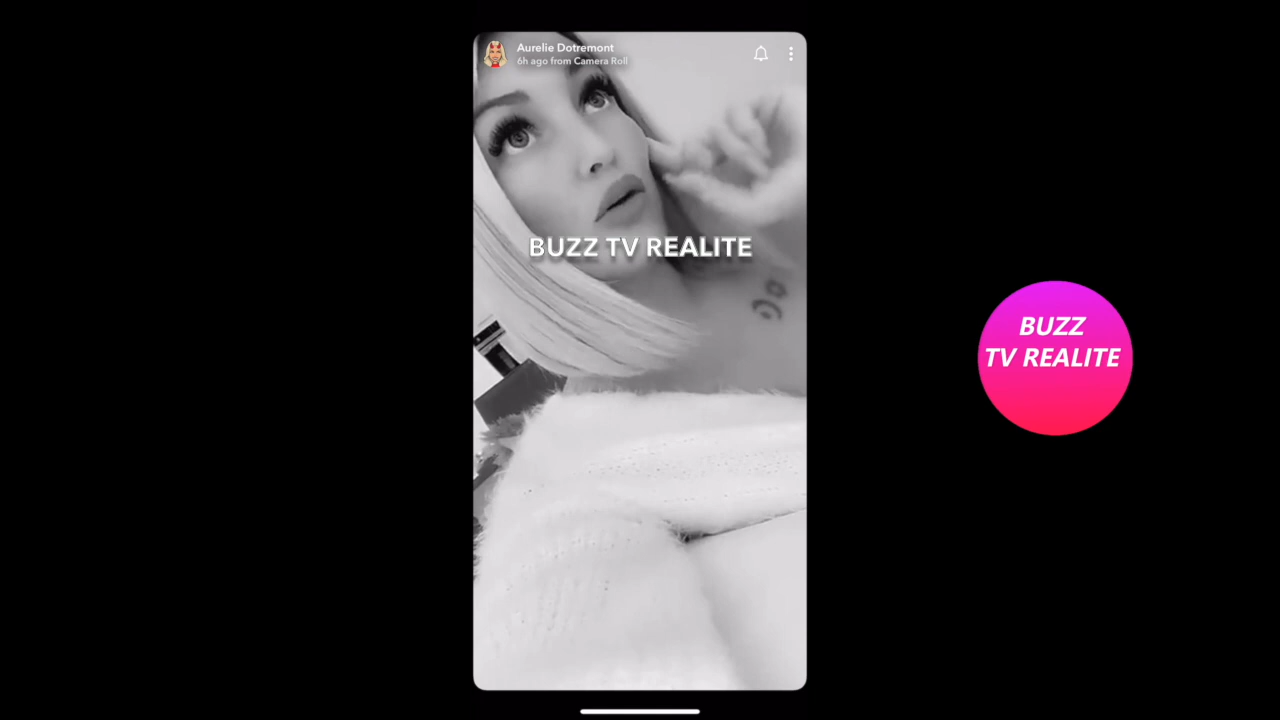 Aurelie Dotremont
6h ago from Camera Roll
BUZZ TV REALITE
BUZZ
TV REALITE